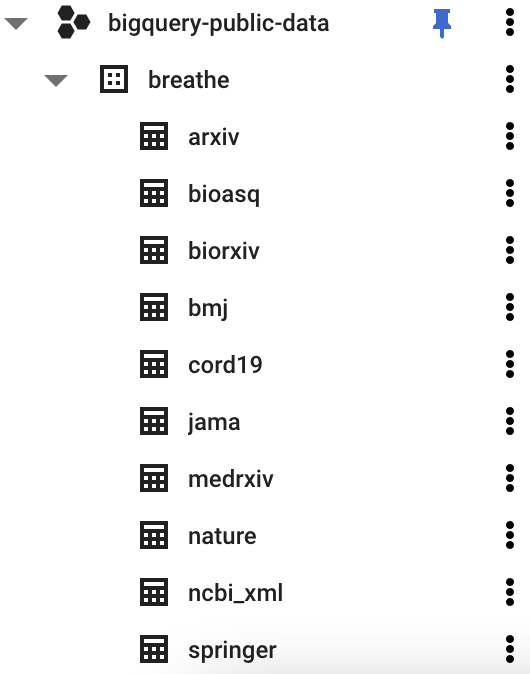 bigquery-public-data
breathe
arxiv
bioasq
biorxiv
bmj
cord19
jama
medrxiv
nature
ncbi_xml
springer